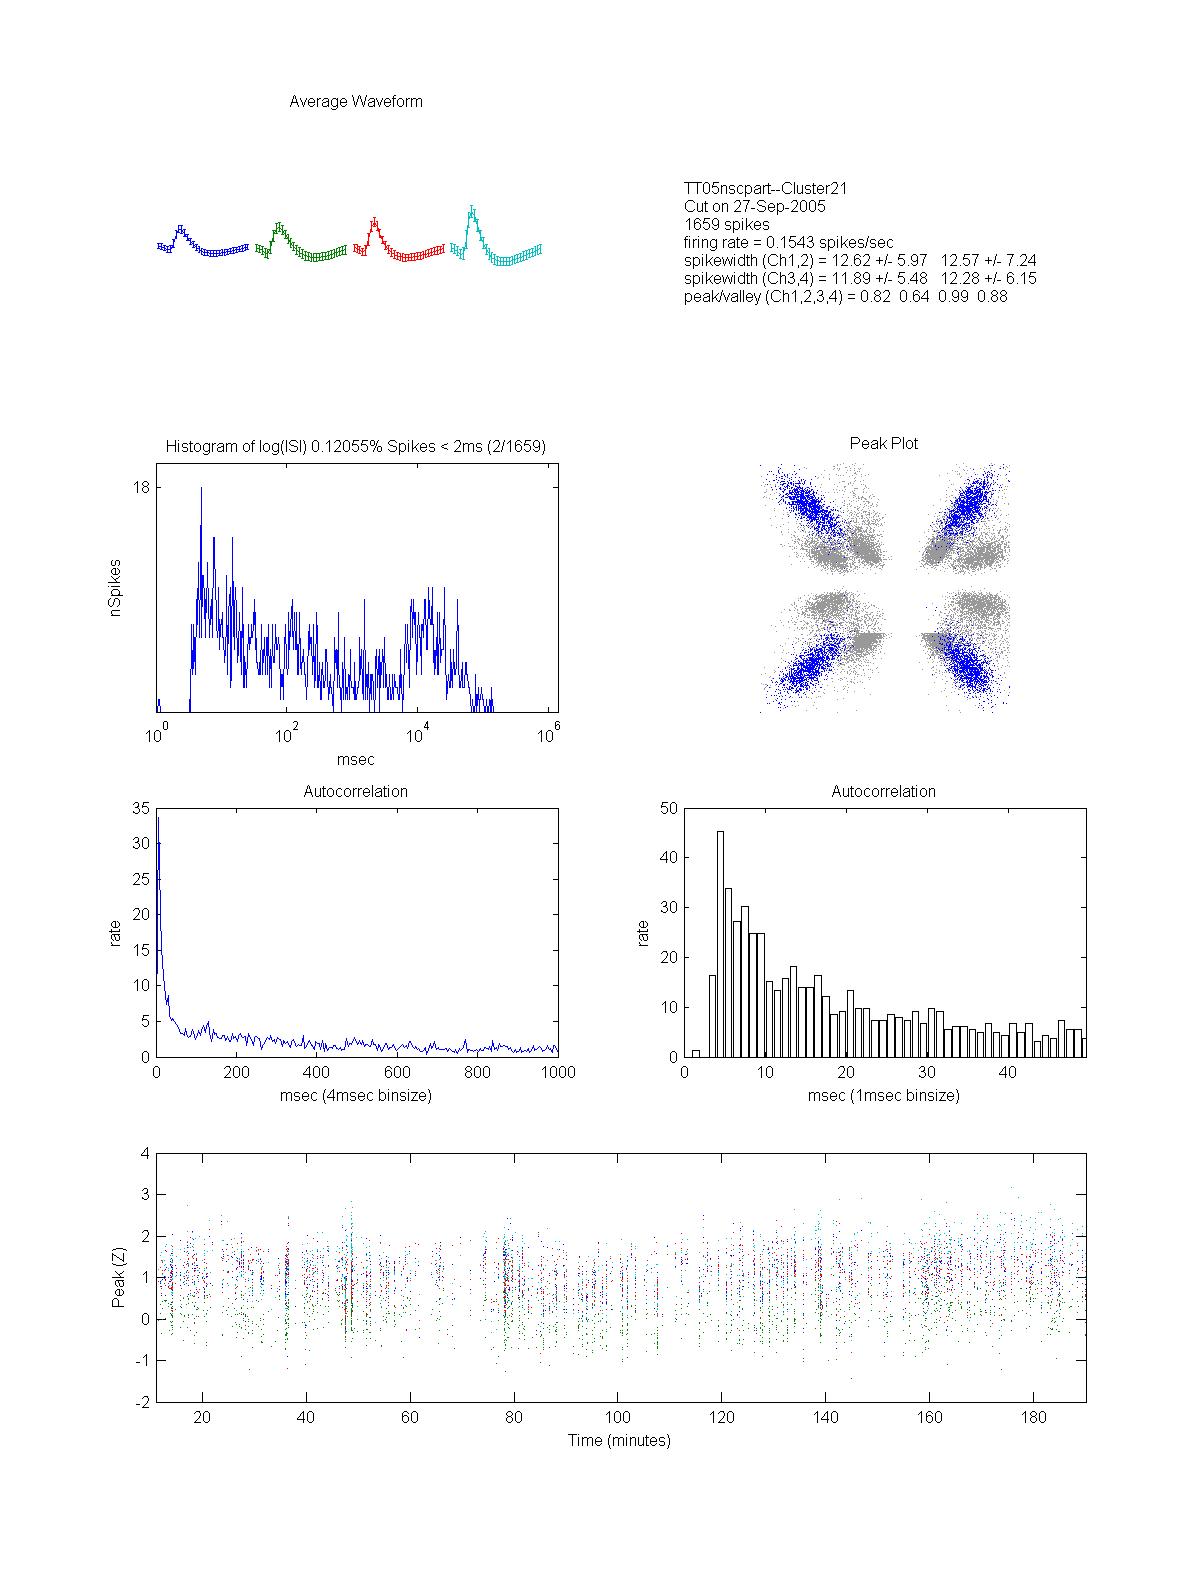 Average Waveform
TT05nscpart--Cluster21
Cut on 27-Sep-2005
1659 spikes
firing rate = 0.1543 spikes/sec
spikewidth (Ch1,2) = 12.62 +/- 5.97   12.57 +/- 7.24
spikewidth (Ch3,4) = 11.89 +/- 5.48   12.28 +/- 6.15
peak/valley (Ch1,2,3,4) = 0.82  0.64  0.99  0.88
Histogram of log(ISI) 0.12055% Spikes < 2ms (2/1659)
18
nSpikes
10^0 10^2 10^4 10^6
msec
Peak Plot
Autocorrelation
35
30
25
20
15
10
5
0
rate
0 200 400 600 800 1000
msec (4msec binsize)
Autocorrelation
50
40
30
20
10
0
rate
0 10 20 30 40
msec (1msec binsize)
4
3
2
1
0
-1
-2
Peak (Z)
20 40 60 80 100 120 140 160 180
Time (minutes)